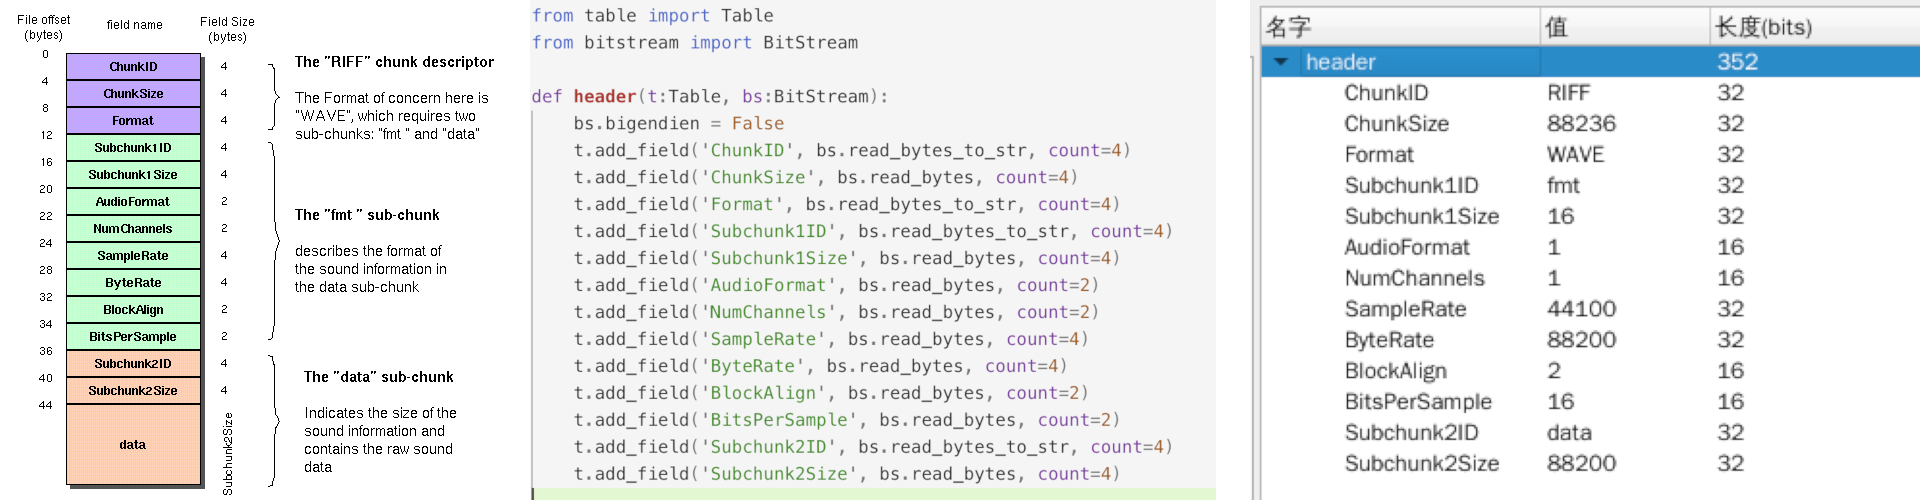 File offset
(bytes)
field name
Field Size
(bytes)
0
4
8
12
16
20
22
24
28
32
34
36
40
44
ChunkID
ChunkSize
Format
Subchunk1ID
Subchunk1Size
AudioFormat
NumChannels
SampleRate
ByteRate
BlockAlign
BitsPerSample
Subchunk2ID
Subchunk2Size
data
4
4
4
4
4
2
2
4
4
2
2
4
4
Subchunk2Size
The "RIFF" chunk descriptor
The Format of concern here is
"WAVE", which requires two
sub-chunks: "fmt " and "data"
The "fmt " sub-chunk
describes the format of
the sound information in
the data sub-chunk
The "data" sub-chunk
Indicates the size of the
sound information and
contains the raw sound
data
from table import Table
from bitstream import BitStream
def header(t:Table, bs:BitStream):
bs.bigendien = False
t.add_field('ChunkID', bs.read_bytes_to_str, count=4)
t.add_field('ChunkSize', bs.read_bytes, count=4)
t.add_field('Format', bs.read_bytes_to_str, count=4)
t.add_field('Subchunk1ID', bs.read_bytes_to_str, count=4)
t.add_field('Subchunk1Size', bs.read_bytes, count=4)
t.add_field('AudioFormat', bs.read_bytes, count=2)
t.add_field('NumChannels', bs.read_bytes, count=2)
t.add_field('SampleRate', bs.read_bytes, count=4)
t.add_field('ByteRate', bs.read_bytes, count=4)
t.add_field('BlockAlign', bs.read_bytes, count=2)
t.add_field('BitsPerSample', bs.read_bytes, count=2)
t.add_field('Subchunk2ID', bs.read_bytes_to_str, count=4)
t.add_field('Subchunk2Size', bs.read_bytes, count=4)
名字 值 长度(bits)
header 352
ChunkID RIFF 32
ChunkSize 88236 32
Format WAVE 32
Subchunk1ID fmt 32
Subchunk1Size 16 32
AudioFormat 1 16
NumChannels 1 16
SampleRate 44100 32
ByteRate 88200 32
BlockAlign 2 16
BitsPerSample 16 16
Subchunk2ID data 32
Subchunk2Size 88200 32